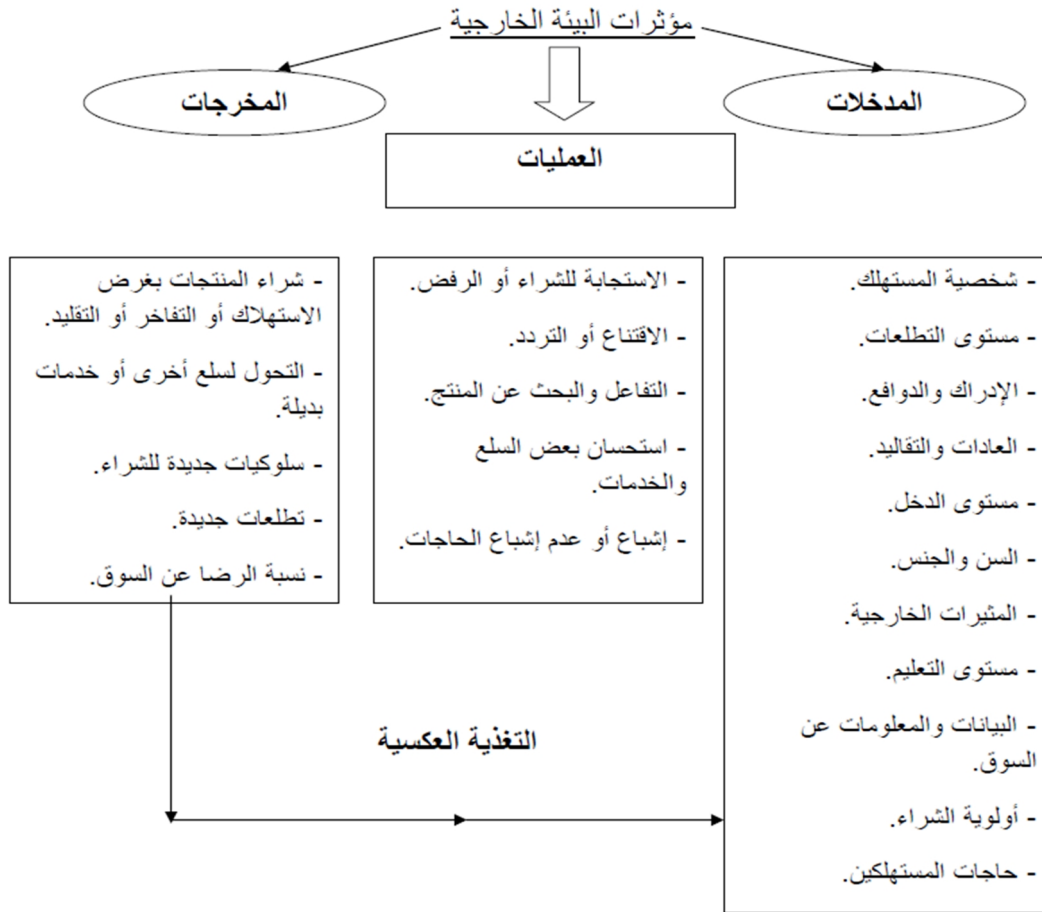 مؤثرات البيئة الخارجية
المدخلات
العمليات
المخرجات
- شخصية المستهلك.
- مستوى التطلعات.
- الإدراك والدوافع.
- العادات والتقاليد.
- مستوى الدخل.
- السن والجنس.
- المثيرات الخارجية.
- مستوى التعليم.
- البيانات والمعلومات عن
السوق.
- أولوية الشراء.
- حاجات المستهلكين.
- الاستجابة للشراء أو الرفض.
- الاقتناع أو التردد.
- التفاعل والبحث عن المنتج.
- استحسان بعض السلع
والخدمات.
- إشباع أو عدم إشباع الحاجات.
- شراء المنتجات بغرض
الاستهلاك أو التفاخر أو التقليد.
- التحول لسلع أخرى أو خدمات
بديلة.
- سلوكيات جديدة للشراء.
- تطلعات جديدة.
- نسبة الرضا عن السوق.
التغذية العكسية